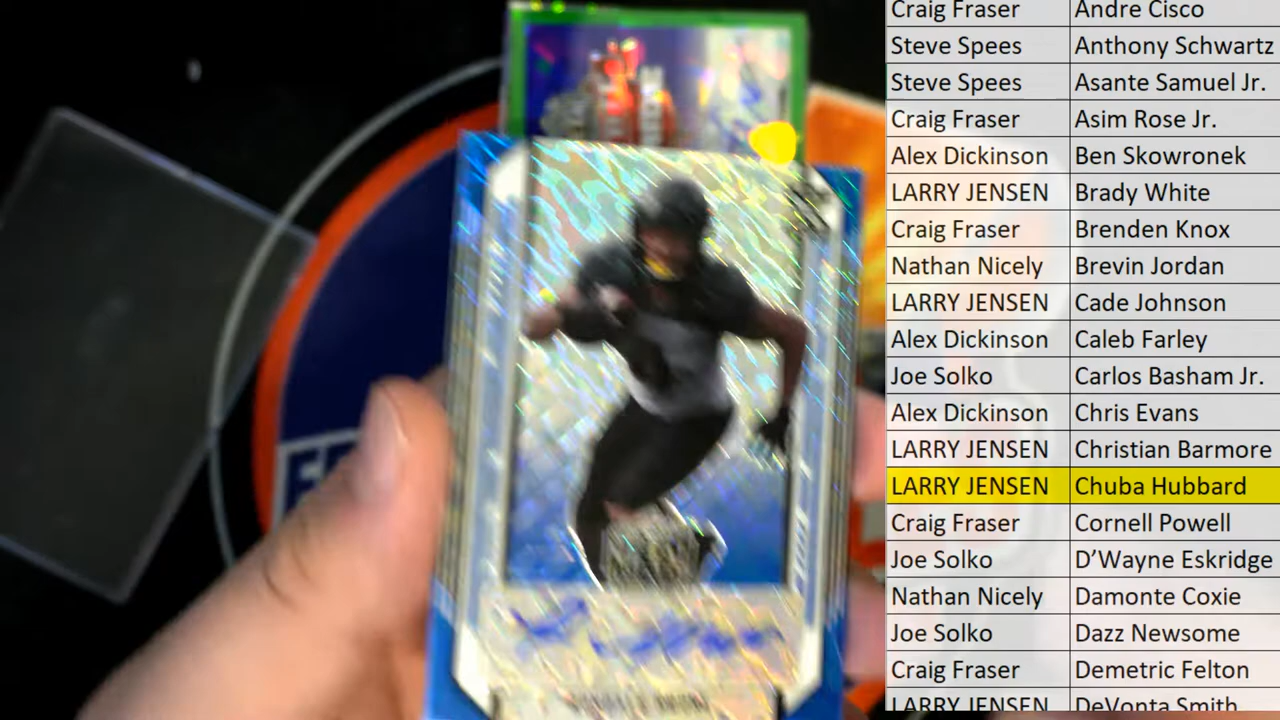 Craig Fraser Andre Cisco
Steve Spees Anthony Schwartz
Steve Spees Asante Samuel Jr.
Craig Fraser Asim Rose Jr.
Alex Dickinson Ben Skowronek
LARRY JENSEN Brady White
Craig Fraser Brenden Knox
Nathan Nicely Brevin Jordan
LARRY JENSEN Cade Johnson
Alex Dickinson Caleb Farley
Joe Solko Carlos Basham Jr.
Alex Dickinson Chris Evans
LARRY JENSEN Christian Barmore
LARRY JENSEN Chuba Hubbard
Craig Fraser Cornell Powell
Joe Solko D’Wayne Eskridge
Nathan Nicely Damonte Coxie
Joe Solko Dazz Newsome
Craig Fraser Demetric Felton
LARRY JENSEN DeVonta Smith